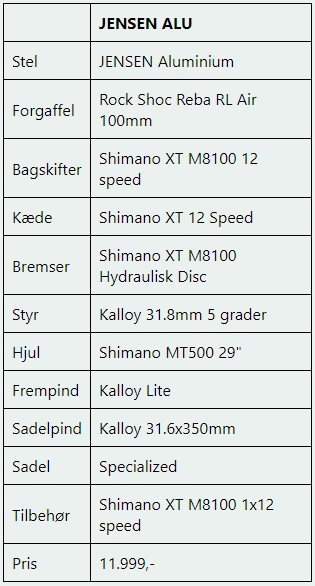 JENSEN ALU
Stel JENSEN Aluminium
Forgaffel Rock Shoc Reba RL Air
100mm
Bagskifter Shimano XT M8100 12
speed
Kæde Shimano XT 12 Speed
Bremser Shimano XT M8100
Hydraulisk Disc
Styr Kalloy 31.8mm 5 grader
Hjul Shimano MT500 29"
Frempind Kalloy Lite
Sadelpind Kalloy 31.6x350mm
Sadel Specialized
Tilbehør Shimano XT M8100 1x12
speed
Pris 11.999,-